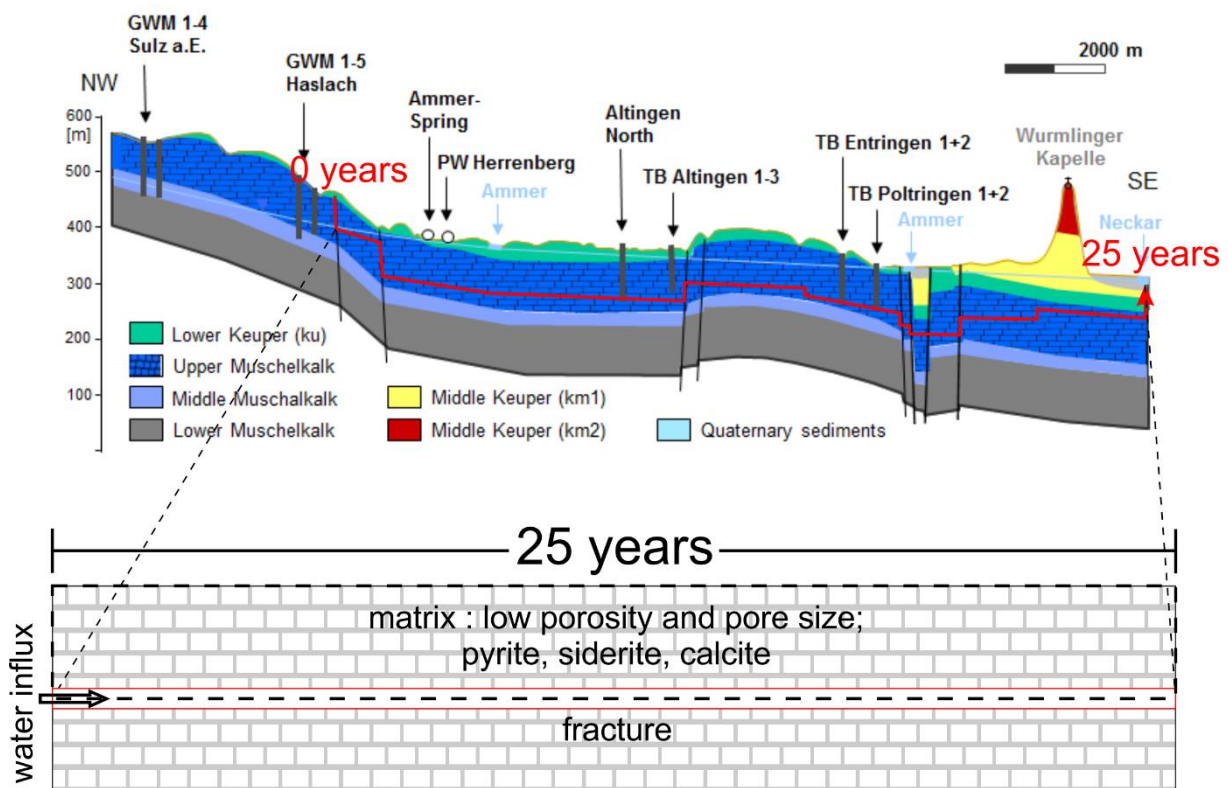 GWM 1-4
Sulz a.E.
GWM 1-5
Haslach
2000 m
NW
Ammer-
Spring
Altingen
North
Wurmlinger
Kapelle
600
[m]
TB Entringen 1+2
0 years
PW Herrenberg
SE
500
Ammer
TB Altingen 1-3
TB Poltringen 1+2
Ammer
Neckar
400
25 years
300
Lower Keuper (ku)
200
Upper Muschelkalk
100
Middle Muschalkalk
Middle Keuper (km1)
Lower Muschelkalk
Middle Keuper (km2)
Quaternary sediments
25 years
matrix : low porosity and pore size;
pyrite, siderite, calcite
water influx
fracture